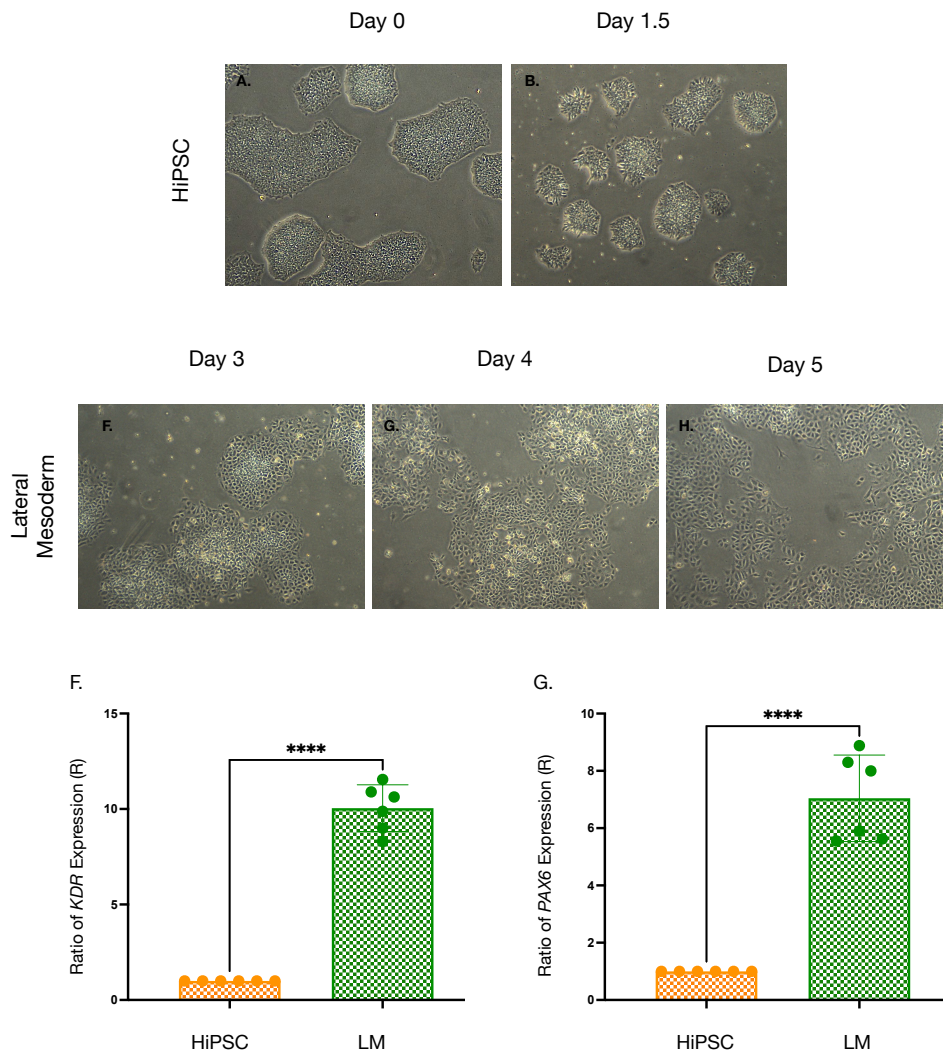 Day 0
Day 1.5
HiPSC
A.
B.
Day 3
Day 4
Day 5
Lateral
Mesoderm
F.
G.
H.
F.
Ratio of KDR Expression (R)
15
10
5
0
****
HiPSC
LM
G.
Ratio of PAX6 Expression (R)
10
8
6
4
2
0
****
HiPSC
LM